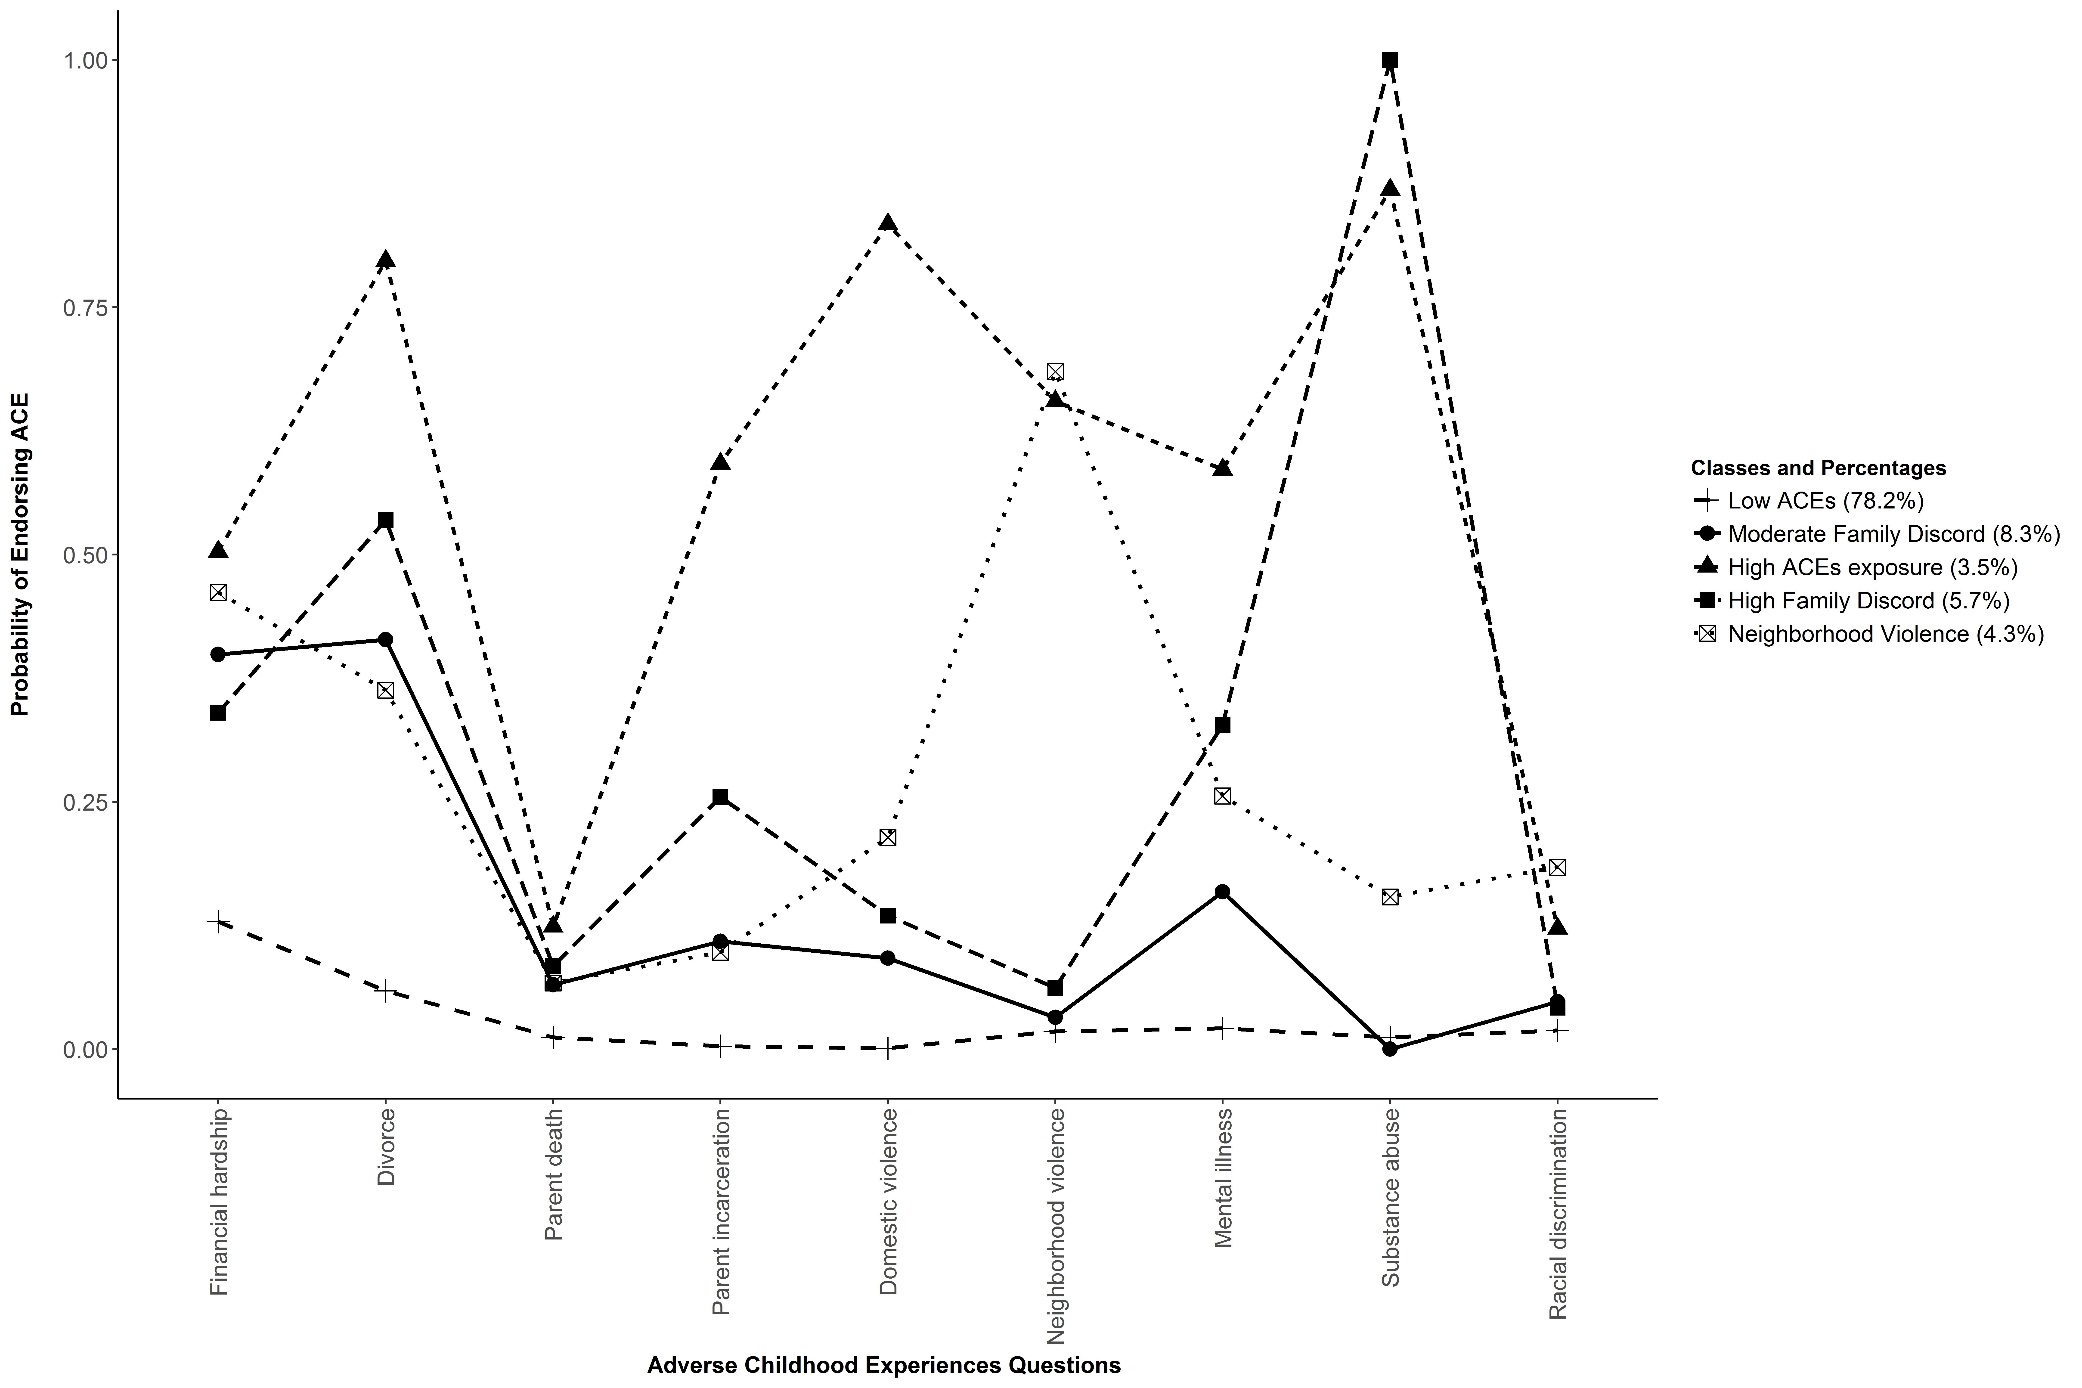 Probability of Endorsing ACE
1.00
0.75
0.50
0.25
0.00
Financial hardship
Divorce
Parent death
Parent incarceration
Domestic violence
Neighborhood violence
Mental illness
Substance abuse
Racial discrimination
Adverse Childhood Experiences Questions
Classes and Percentages
Low ACEs (78.2%)
Moderate Family Discord (8.3%)
High ACEs exposure (3.5%)
High Family Discord (5.7%)
Neighborhood Violence (4.3%)